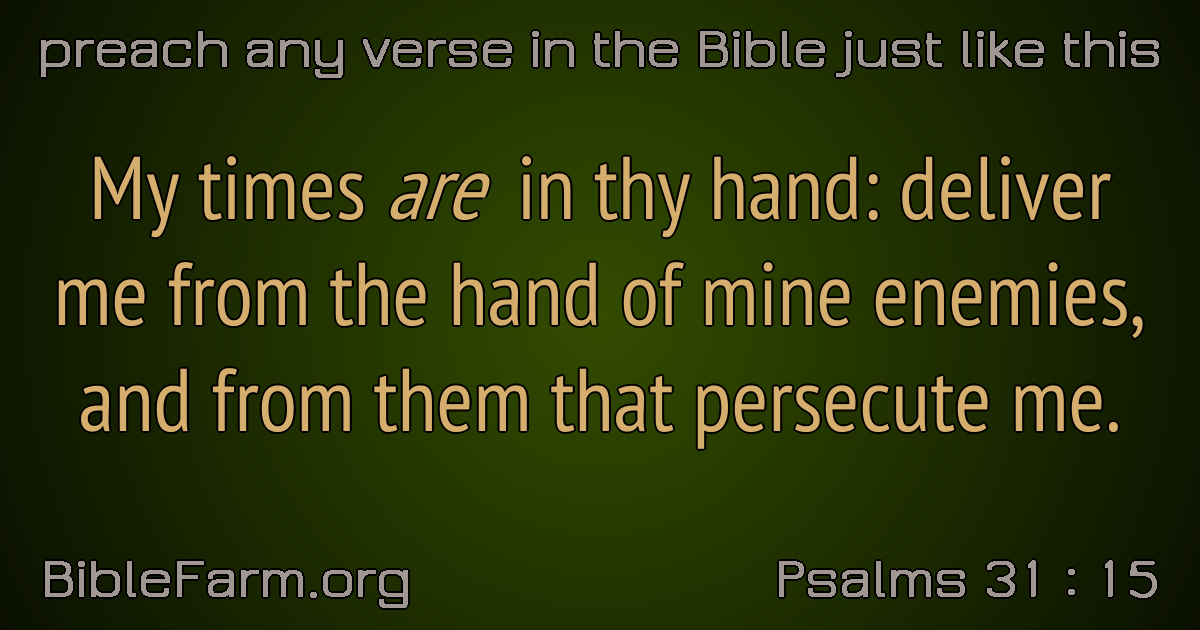 preach any verse in the Bible just like this
My times are in thy hand: deliver
me from the hand of mine enemies,
and from them that persecute me.
BibleFarm.org
Psalms 31 : 15